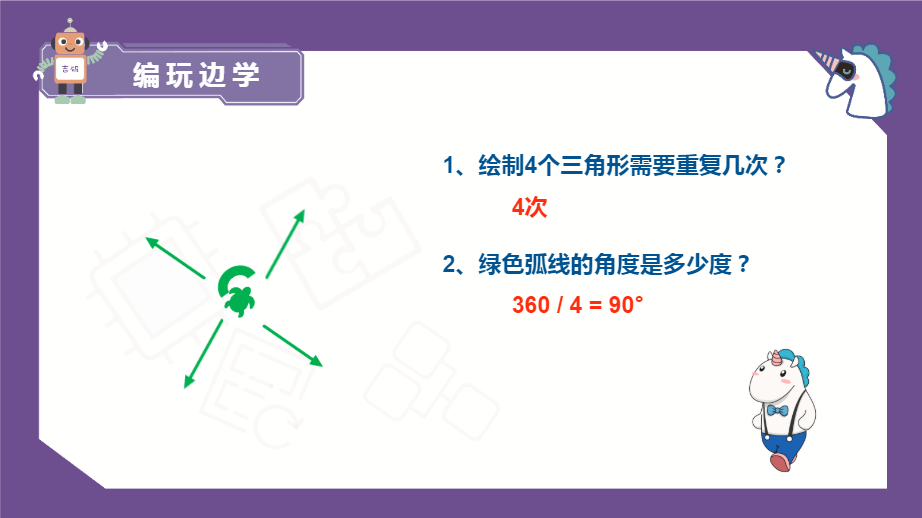 编玩边学
1、绘制4个三角形需要重复几次？
4次
2、绿色弧线的角度是多少度？
360 / 4 = 90°